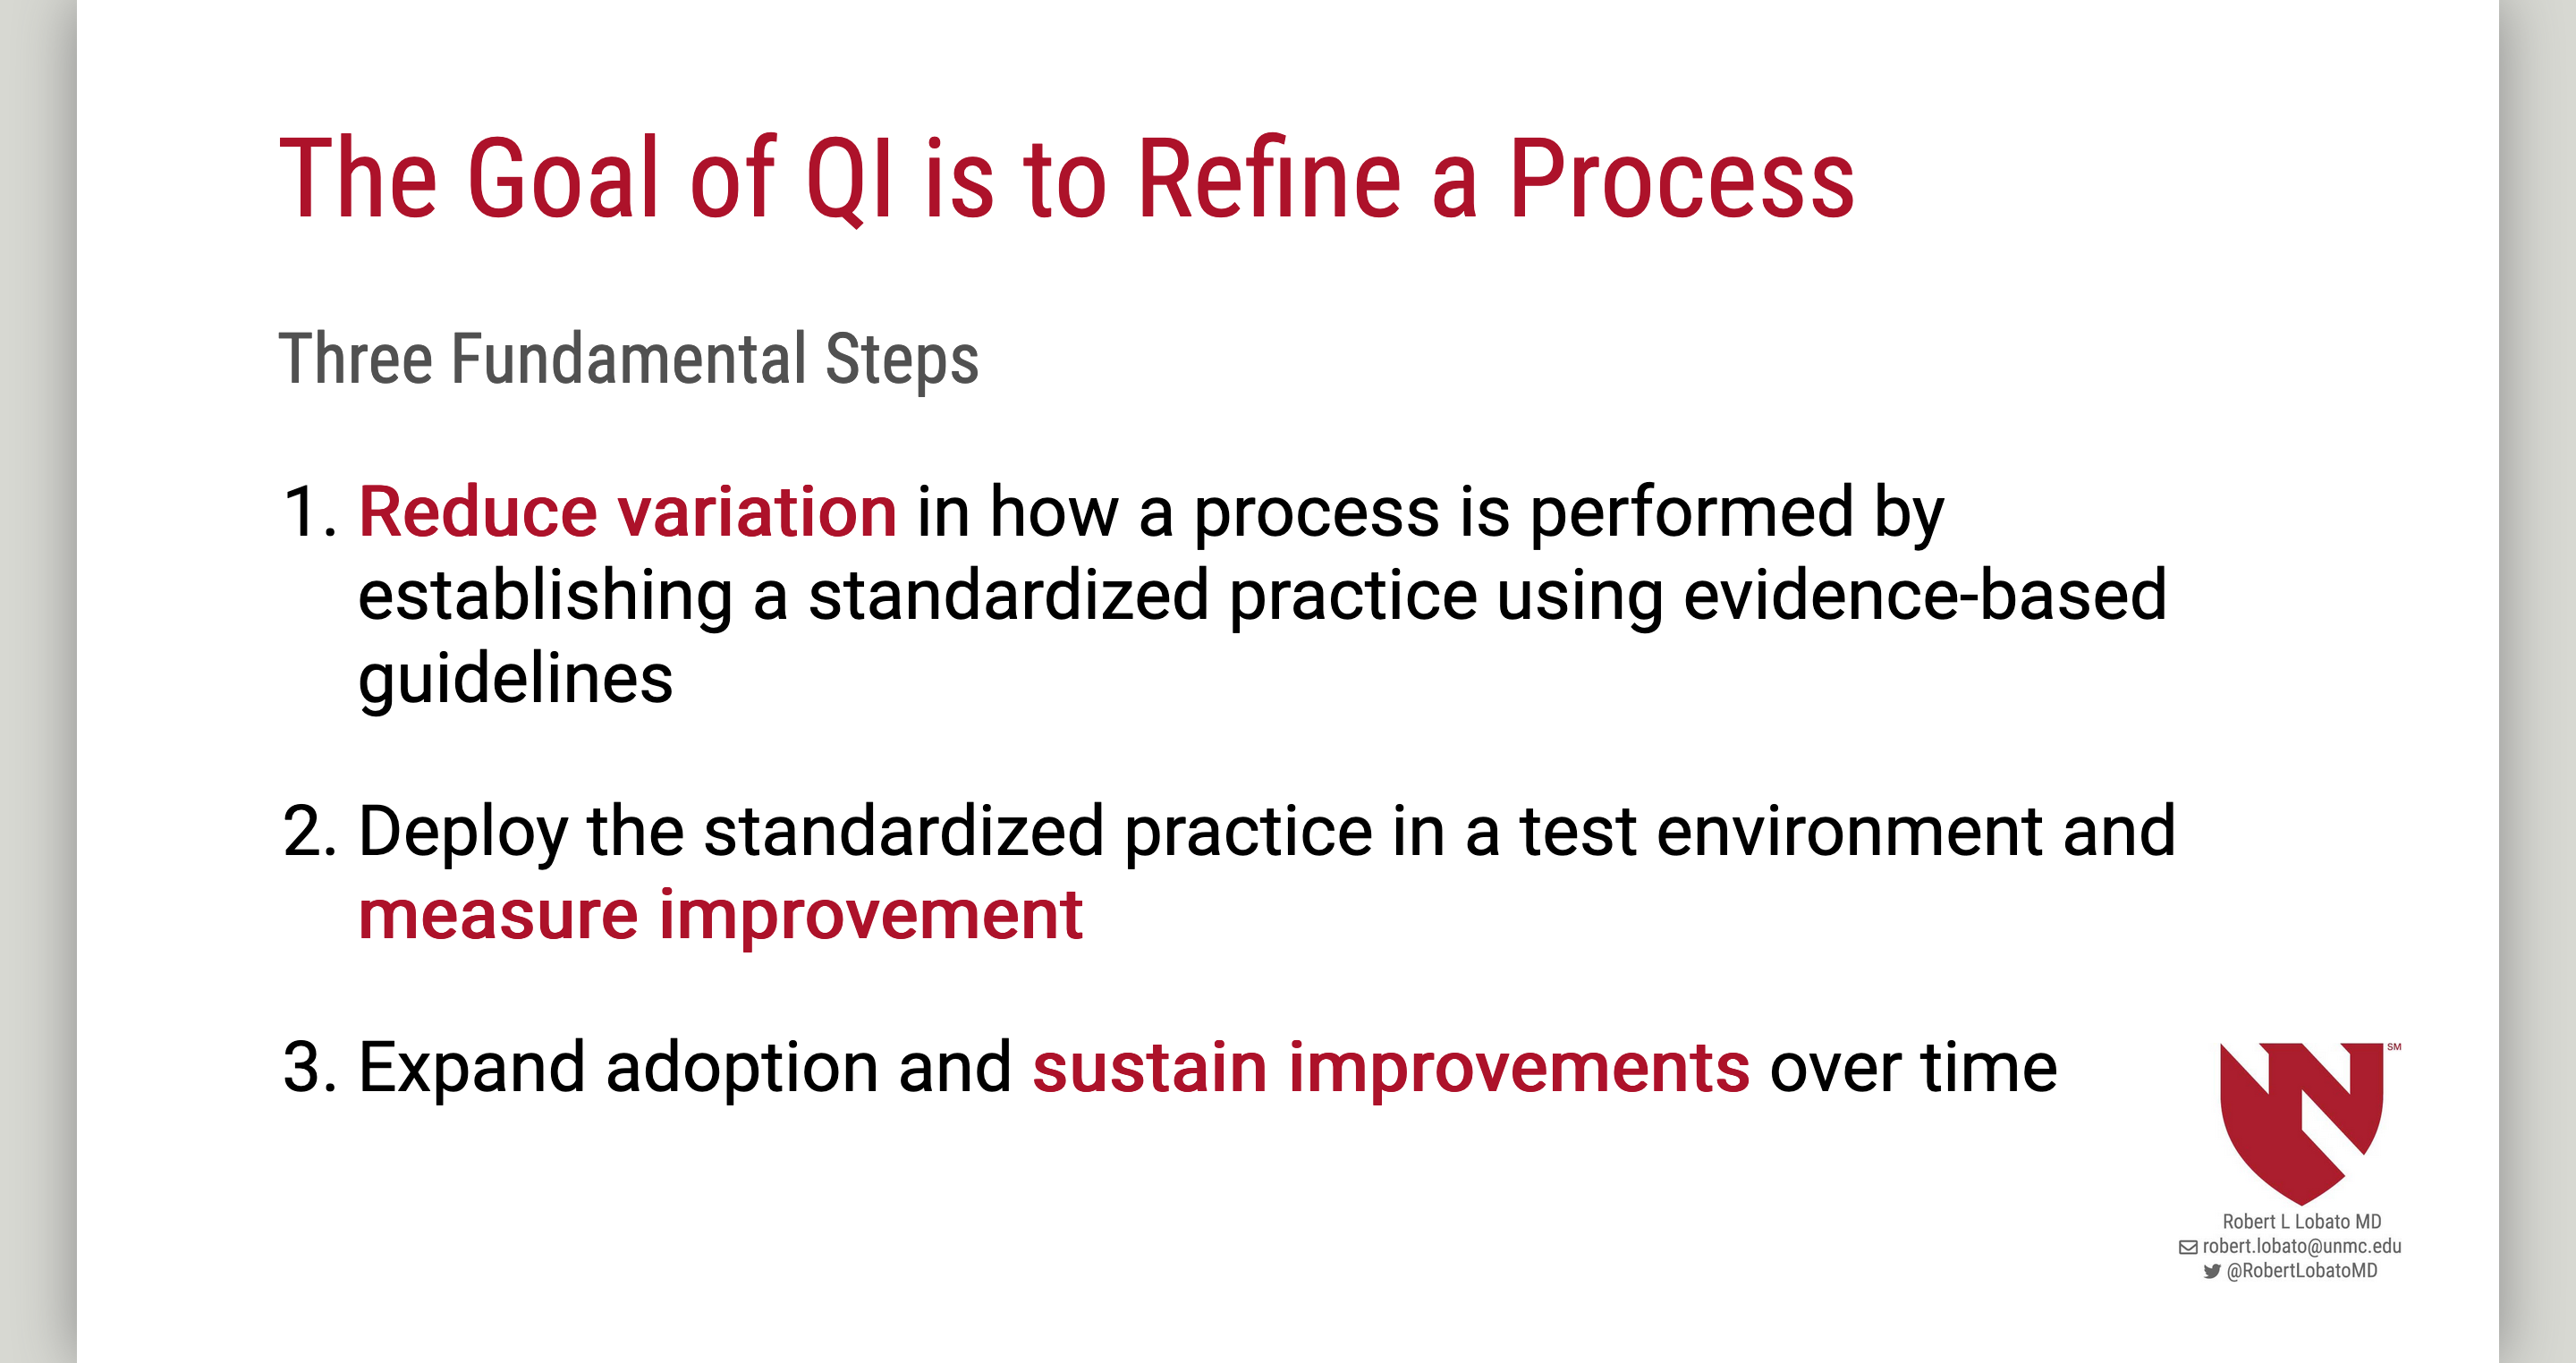 The Goal of QI is to Refine a Process
Three Fundamental Steps
1. Reduce variation in how a process is performed by
establishing a standardized practice using evidence-based
guidelines
2. Deploy the standardized practice in a test environment and
measure improvement
3. Expand adoption and sustain improvements over time
SM
Robert L Lobato MD
robert.lobato@unmc.edu
@RobertLobatoMD